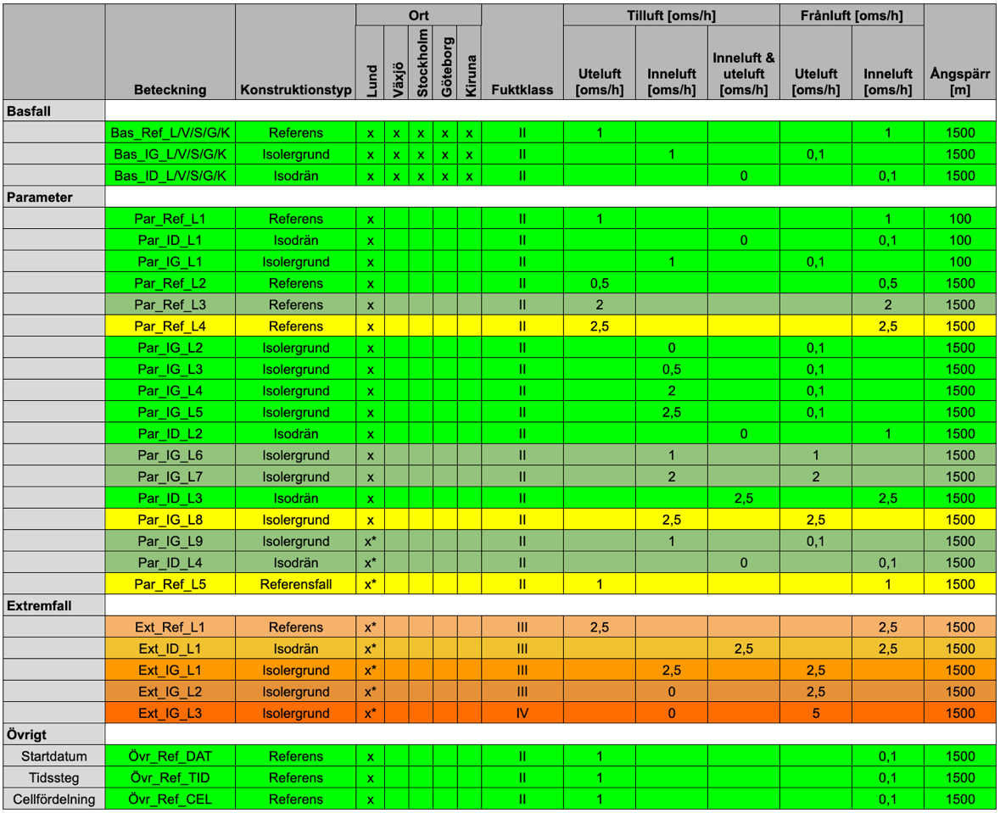 Ort Tilluft [oms/h] Frånluft [oms/h]
Beteckning Konstruktionstyp Lund Växjö Stockholm Göteborg Kiruna Fuktklass Uteluft [oms/h] Inneluft [oms/h] Inneluft & uteluft [oms/h] Uteluft [oms/h] Inneluft [oms/h] Ångspärr [m]
Basfall
Bas_Ref_L/V/S/G/K Referens x x x x x II 1 1 1500
Bas_IG_L/V/S/G/K Isolergrund x x x x x II 1 0,1 1500
Bas_ID_L/V/S/G/K Isodrän x x x x x II 0 0,1 1500
Parameter
Par_Ref_L1 Referens x II 1 1 100
Par_ID_L1 Isodrän x II 0 0,1 100
Par_IG_L1 Isolergrund x II 1 0,1 100
Par_Ref_L2 Referens x II 0,5 0,5 1500
Par_Ref_L3 Referens x II 2 2 1500
Par_Ref_L4 Referens x II 2,5 2,5 1500
Par_IG_L2 Isolergrund x II 0 0,1 1500
Par_IG_L3 Isolergrund x II 0,5 0,1 1500
Par_IG_L4 Isolergrund x II 2 0,1 1500
Par_IG_L5 Isolergrund x II 2,5 0,1 1500
Par_ID_L2 Isodrän x II 0 1 1500
Par_IG_L6 Isolergrund x II 1 1 1500
Par_IG_L7 Isolergrund x II 2 2 1500
Par_ID_L3 Isodrän x II 2,5 2,5 1500
Par_IG_L8 Isolergrund x II 2,5 2,5 1500
Par_IG_L9 Isolergrund x* II 1 0,1 1500
Par_ID_L4 Isodrän x* II 0 0,1 1500
Par_Ref_L5 Referensfall x* II 1 1 1500
Extremfall
Ext_Ref_L1 Referens x* III 2,5 2,5 1500
Ext_ID_L1 Isodrän x* III 2,5 2,5 1500
Ext_IG_L1 Isolergrund x* III 2,5 2,5 1500
Ext_IG_L2 Isolergrund x* III 0 2,5 1500
Ext_IG_L3 Isolergrund x* IV 0 5 1500
Övrigt
Startdatum Övr_Ref_DAT Referens x II 1 0,1 1500
Tidssteg Övr_Ref_TID Referens x II 1 0,1 1500
Cellfördelning Övr_Ref_CEL Referens x II 1 0,1 1500